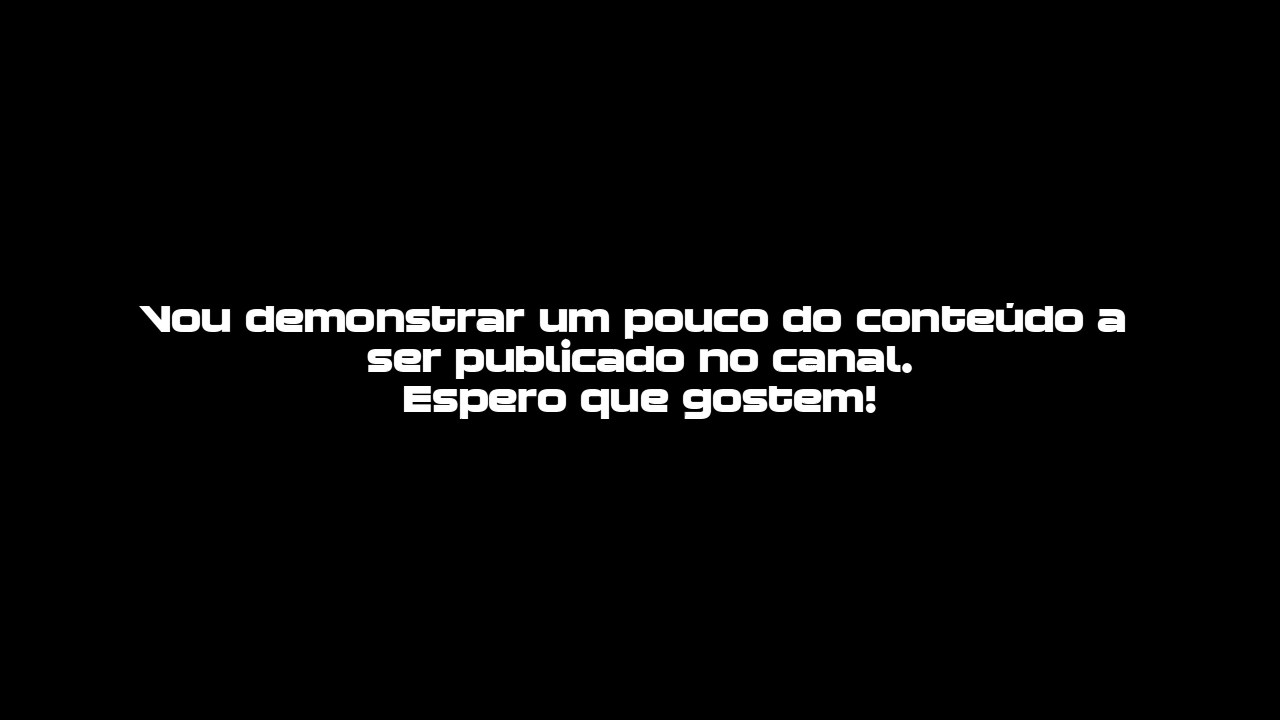 Vou demonstrar um pouco do conteúdo a
ser publicado no canal.
Espero que gostem!